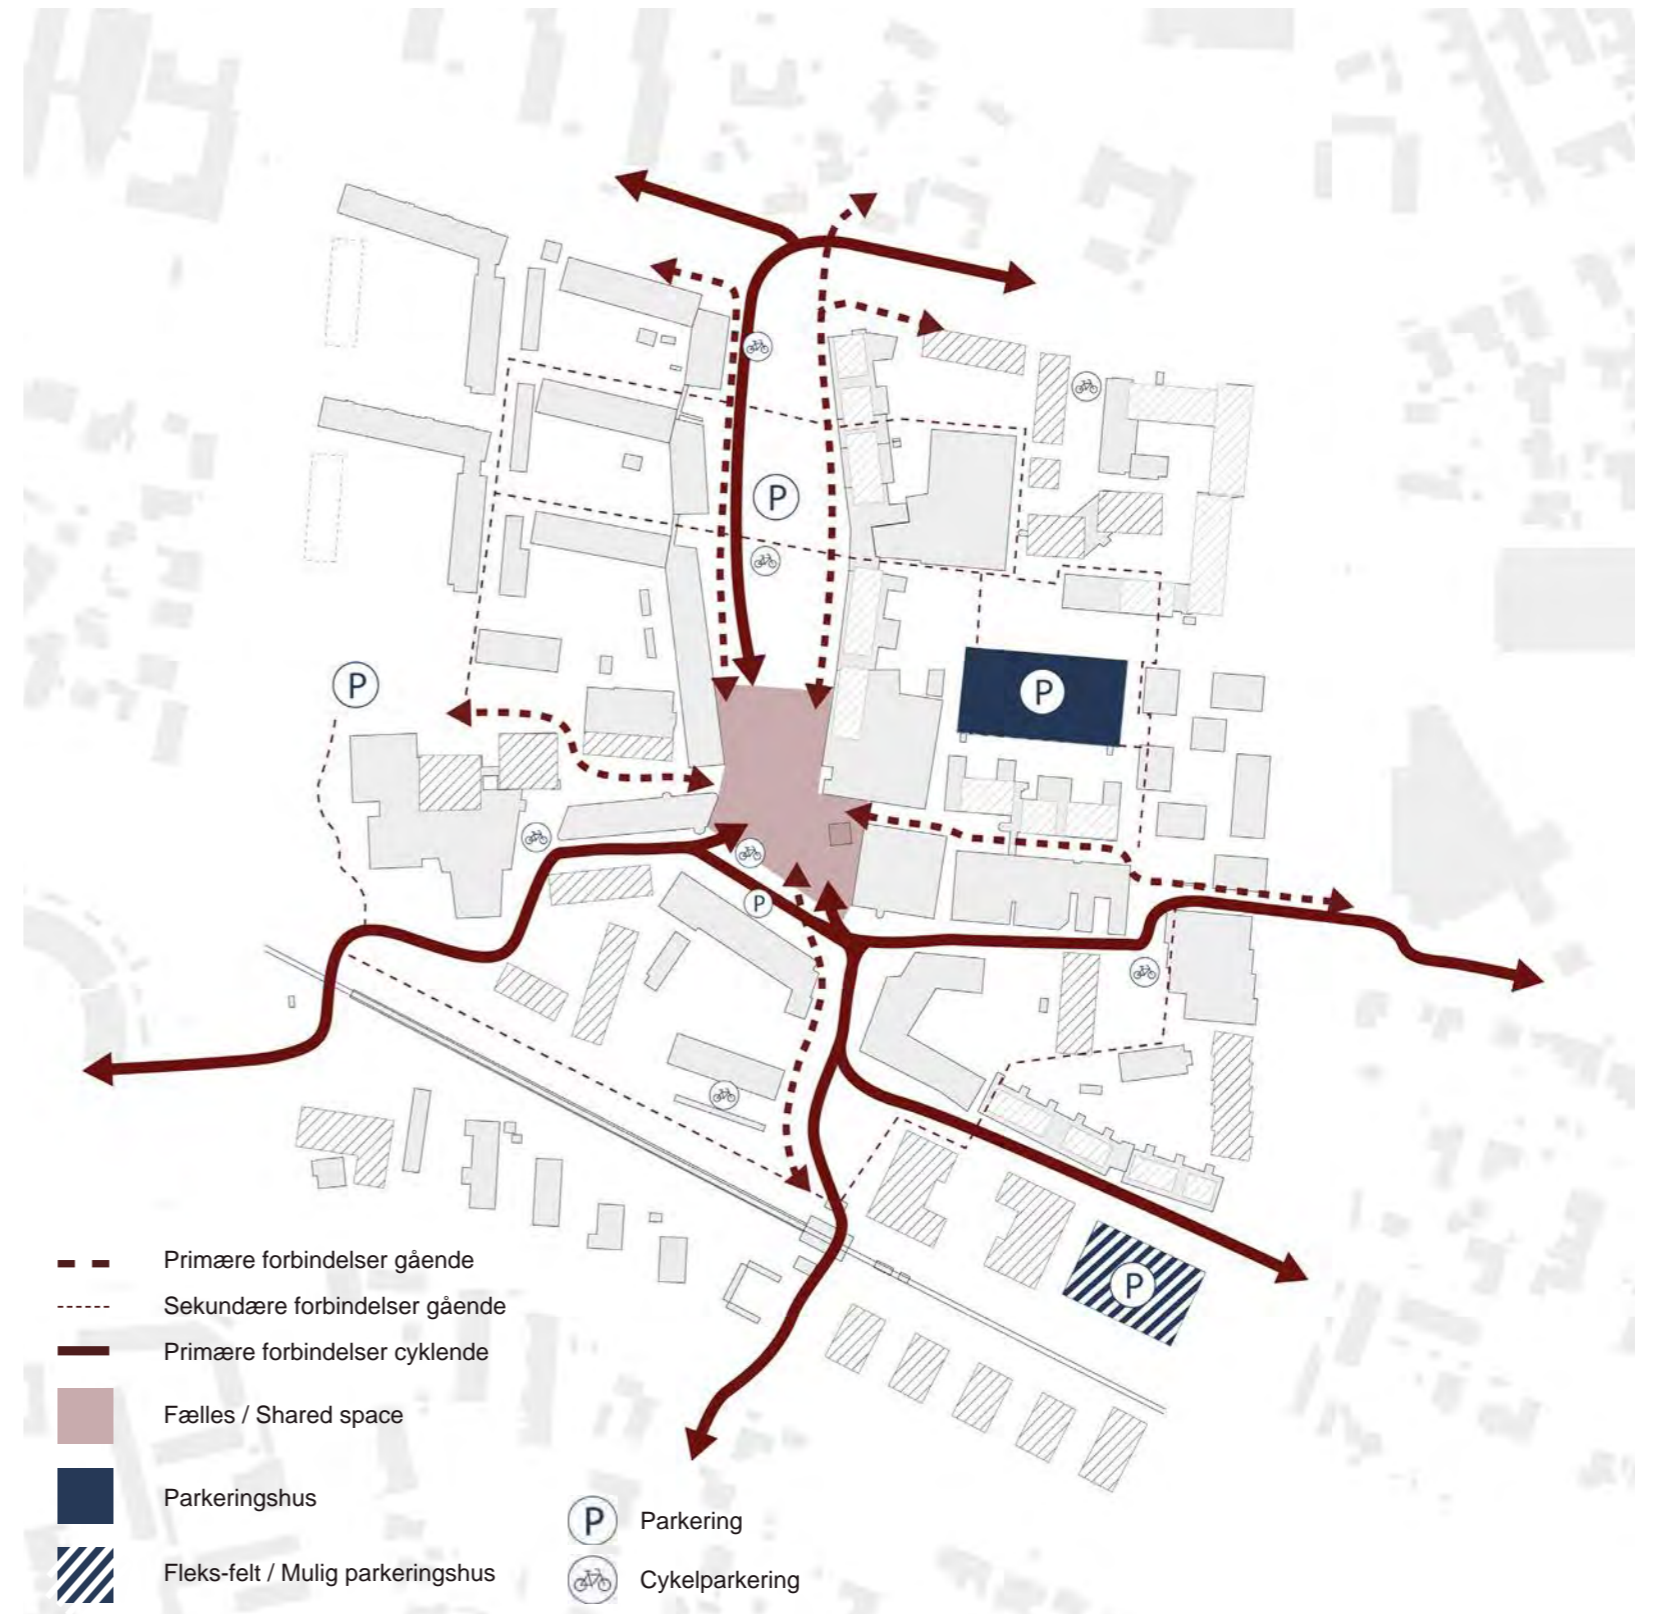 P
P
P
P
P
Primære forbindelser gående
Sekundære forbindelser gående
Primære forbindelser cyklende
Fælles / Shared space
Parkeringshus
Fleks-felt / Mulig parkeringshus
P Parkering
Cykelparkering